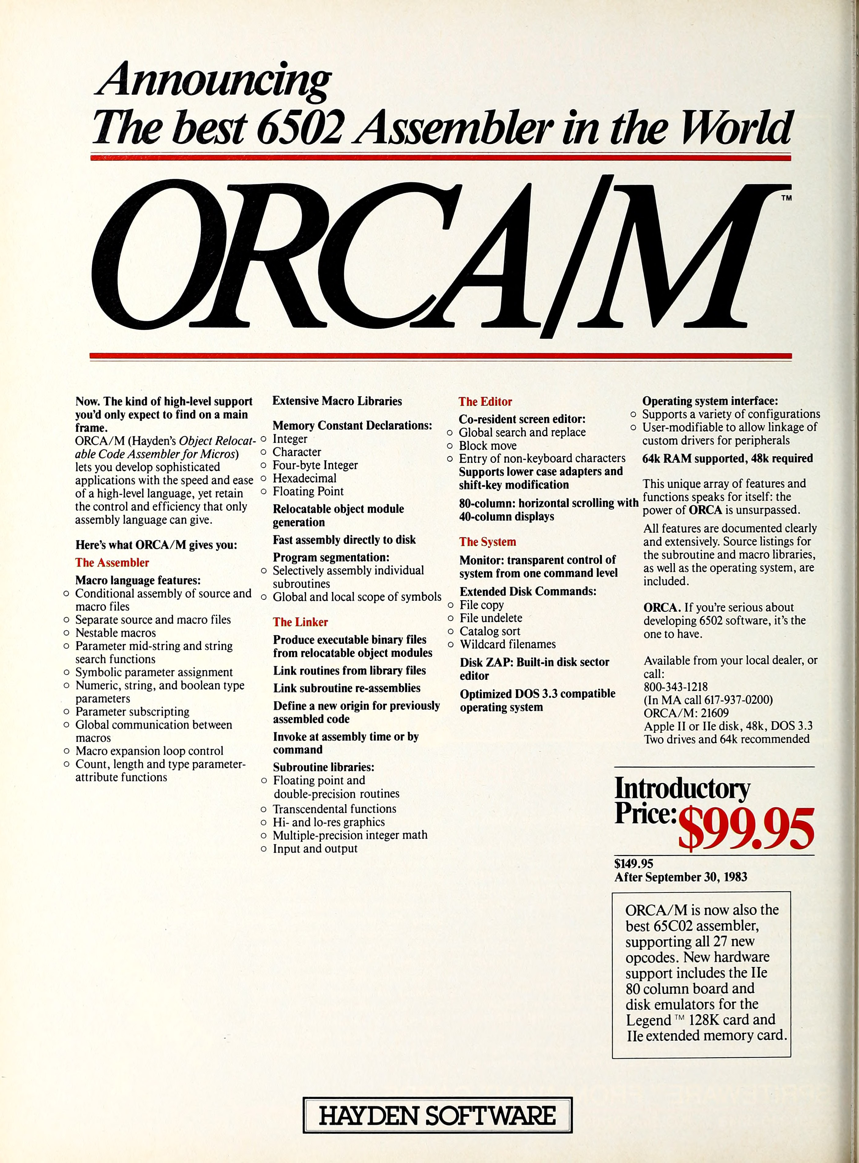 Announcing
The best 6502 Assembler in the World
ORCA/M™
Now. The kind of high-level support
you'd only expect to find on a main
frame.
ORCA/M (Hayden's Object Relocat-
able Code Assembler for Micros)
lets you develop sophisticated
applications with the speed and ease
of a high-level language, yet retain
the control and efficiency that only
assembly language can give.
Here's what ORCA/M gives you:
The Assembler
Macro language features:
○ Conditional assembly of source and
macro files
○ Separate source and macro files
○ Nestable macros
○ Parameter mid-string and string
search functions
○ Symbolic parameter assignment
○ Numeric, string, and boolean type
parameters
○ Parameter subscripting
○ Global communication between
macros
○ Macro expansion loop control
○ Count, length and type parameter-
attribute functions
Extensive Macro Libraries
Memory Constant Declarations:
○ Integer
○ Character
○ Four-byte Integer
○ Hexadecimal
○ Floating Point
Relocatable object module
generation
Fast assembly directly to disk
Program segmentation:
○ Selectively assembly individual
subroutines
○ Global and local scope of symbols
The Linker
Produce executable binary files
from relocatable object modules
Link routines from library files
Link subroutine re-assemblies
Define a new origin for previously
assembled code
Invoke at assembly time or by
command
Subroutine libraries:
○ Floating point and
double-precision routines
○ Transcendental functions
○ Hi- and lo-res graphics
○ Multiple-precision integer math
○ Input and output
The Editor
Co-resident screen editor:
○ Global search and replace
○ Block move
○ Entry of non-keyboard characters
Supports lower case adapters and
shift-key modification
80-column: horizontal scrolling with
40-column displays
The System
Monitor: transparent control of
system from one command level
Extended Disk Commands:
○ File copy
○ File undelete
○ Catalog sort
○ Wildcard filenames
Disk ZAP: Built-in disk sector
editor
Optimized DOS 3.3 compatible
operating system
Operating system interface:
○ Supports a variety of configurations
○ User-modifiable to allow linkage of
custom drivers for peripherals
64k RAM supported, 48k required
This unique array of features and
functions speaks for itself: the
power of ORCA is unsurpassed.
All features are documented clearly
and extensively. Source listings for
the subroutine and macro libraries,
as well as the operating system, are
included.
ORCA. If you're serious about
developing 6502 software, it's the
one to have.
Available from your local dealer, or
call:
800-343-1218
(In MA call 617-937-0200)
ORCA/M: 21609
Apple II or IIe disk, 48k, DOS 3.3
Two drives and 64k recommended
Introductory
Price: $99.95
$149.95
After September 30, 1983
ORCA/M is now also the
best 65C02 assembler,
supporting all 27 new
opcodes. New hardware
support includes the IIe
80 column board and
disk emulators for the
Legend ™ 128K card and
IIe extended memory card.
HAYDEN SOFTWARE